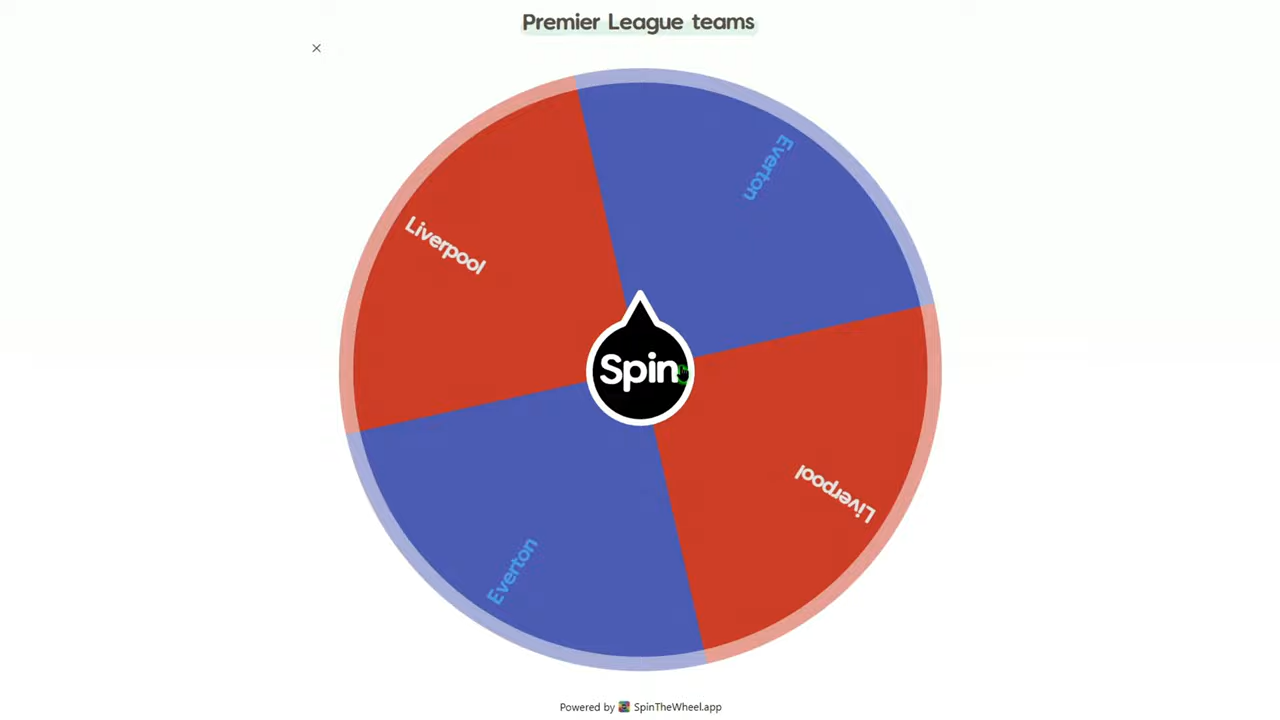 Premier League teams
Everton
Liverpool
Spin
Liverpool
Everton
Powered by SpinTheWheel.app